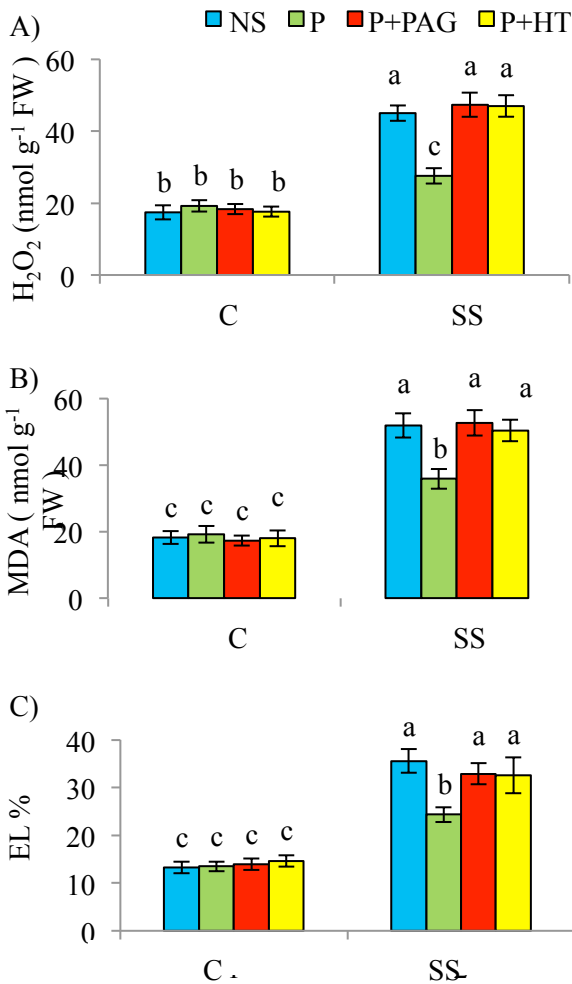 NS P P+PAG P+HT
A)
H₂O₂ (nmol g⁻¹ FW)
60
40
20
0
b b b b
a c a a
C SS
B)
MDA ( nmol g⁻¹
FW )
60
40
20
0
c c c c
a b a a
C SS
C)
EL %
40
30
20
10
0
c c c c
a b a a
C SS